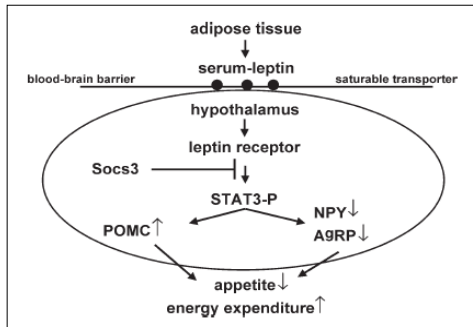 adipose tissue
serum-leptin
blood-brain barrier
saturable transporter
hypothalamus
leptin receptor
Socs3
STAT3-P
NPY↓
POMC↑
A9RP↓
appetite↓
energy expenditure↑